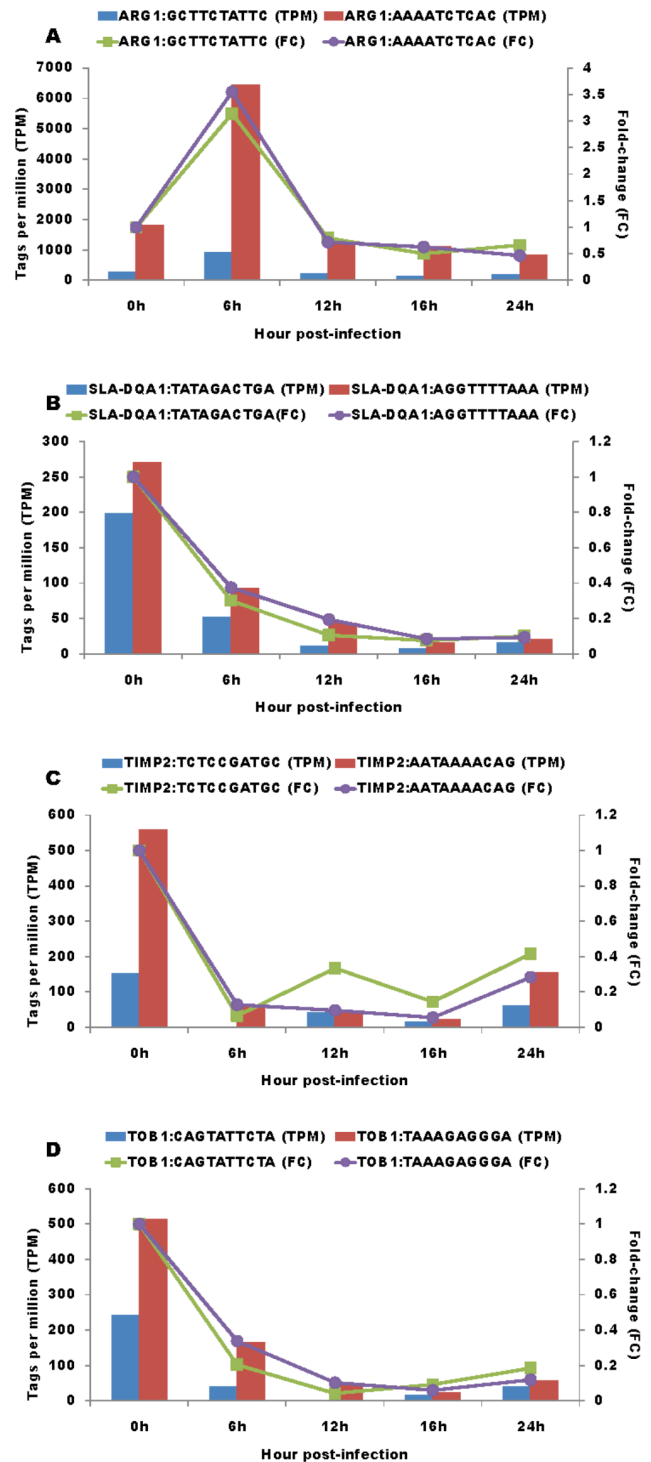 A
ARG1:GCTTCTATTC (TPM) ARG1:AAAATCTCAC (TPM)
ARG1:GCTTCTATTC (FC) ARG1:AAAATCTCAC (FC)
Tags per million (TPM)
7000
6000
5000
4000
3000
2000
1000
0
4
3.5
3
2.5
2
1.5
1
0.5
0
Fold-change (FC)
0h 6h 12h 16h 24h
Hour post-infection
B
SLA-DQA1:TATAGACTGA (TPM) SLA-DQA1:AGGTTTTAAA (TPM)
SLA-DQA1:TATAGACTGA(FC) SLA-DQA1:AGGTTTTAAA (FC)
Tags per million (TPM)
300
250
200
150
100
50
0
1.2
1
0.8
0.6
0.4
0.2
0
Fold-change (FC)
0h 6h 12h 16h 24h
Hour post-infection
C
TIMP2:TCTCCGATGC (TPM) TIMP2:AATAAAACAG (TPM)
TIMP2:TCTCCGATGC (FC) TIMP2:AATAAAACAG (FC)
Tags per million (TPM)
600
500
400
300
200
100
0
1.2
1
0.8
0.6
0.4
0.2
0
Fold-change (FC)
0h 6h 12h 16h 24h
Hour post-infection
D
TOB1:CAGTATTCTA (TPM) TOB1:TAAAGAGGGA (TPM)
TOB1:CAGTATTCTA (FC) TOB1:TAAAGAGGGA (FC)
Tags per million (TPM)
600
500
400
300
200
100
0
1.2
1
0.8
0.6
0.4
0.2
0
Fold-change (FC)
0h 6h 12h 16h 24h
Hour post-infection